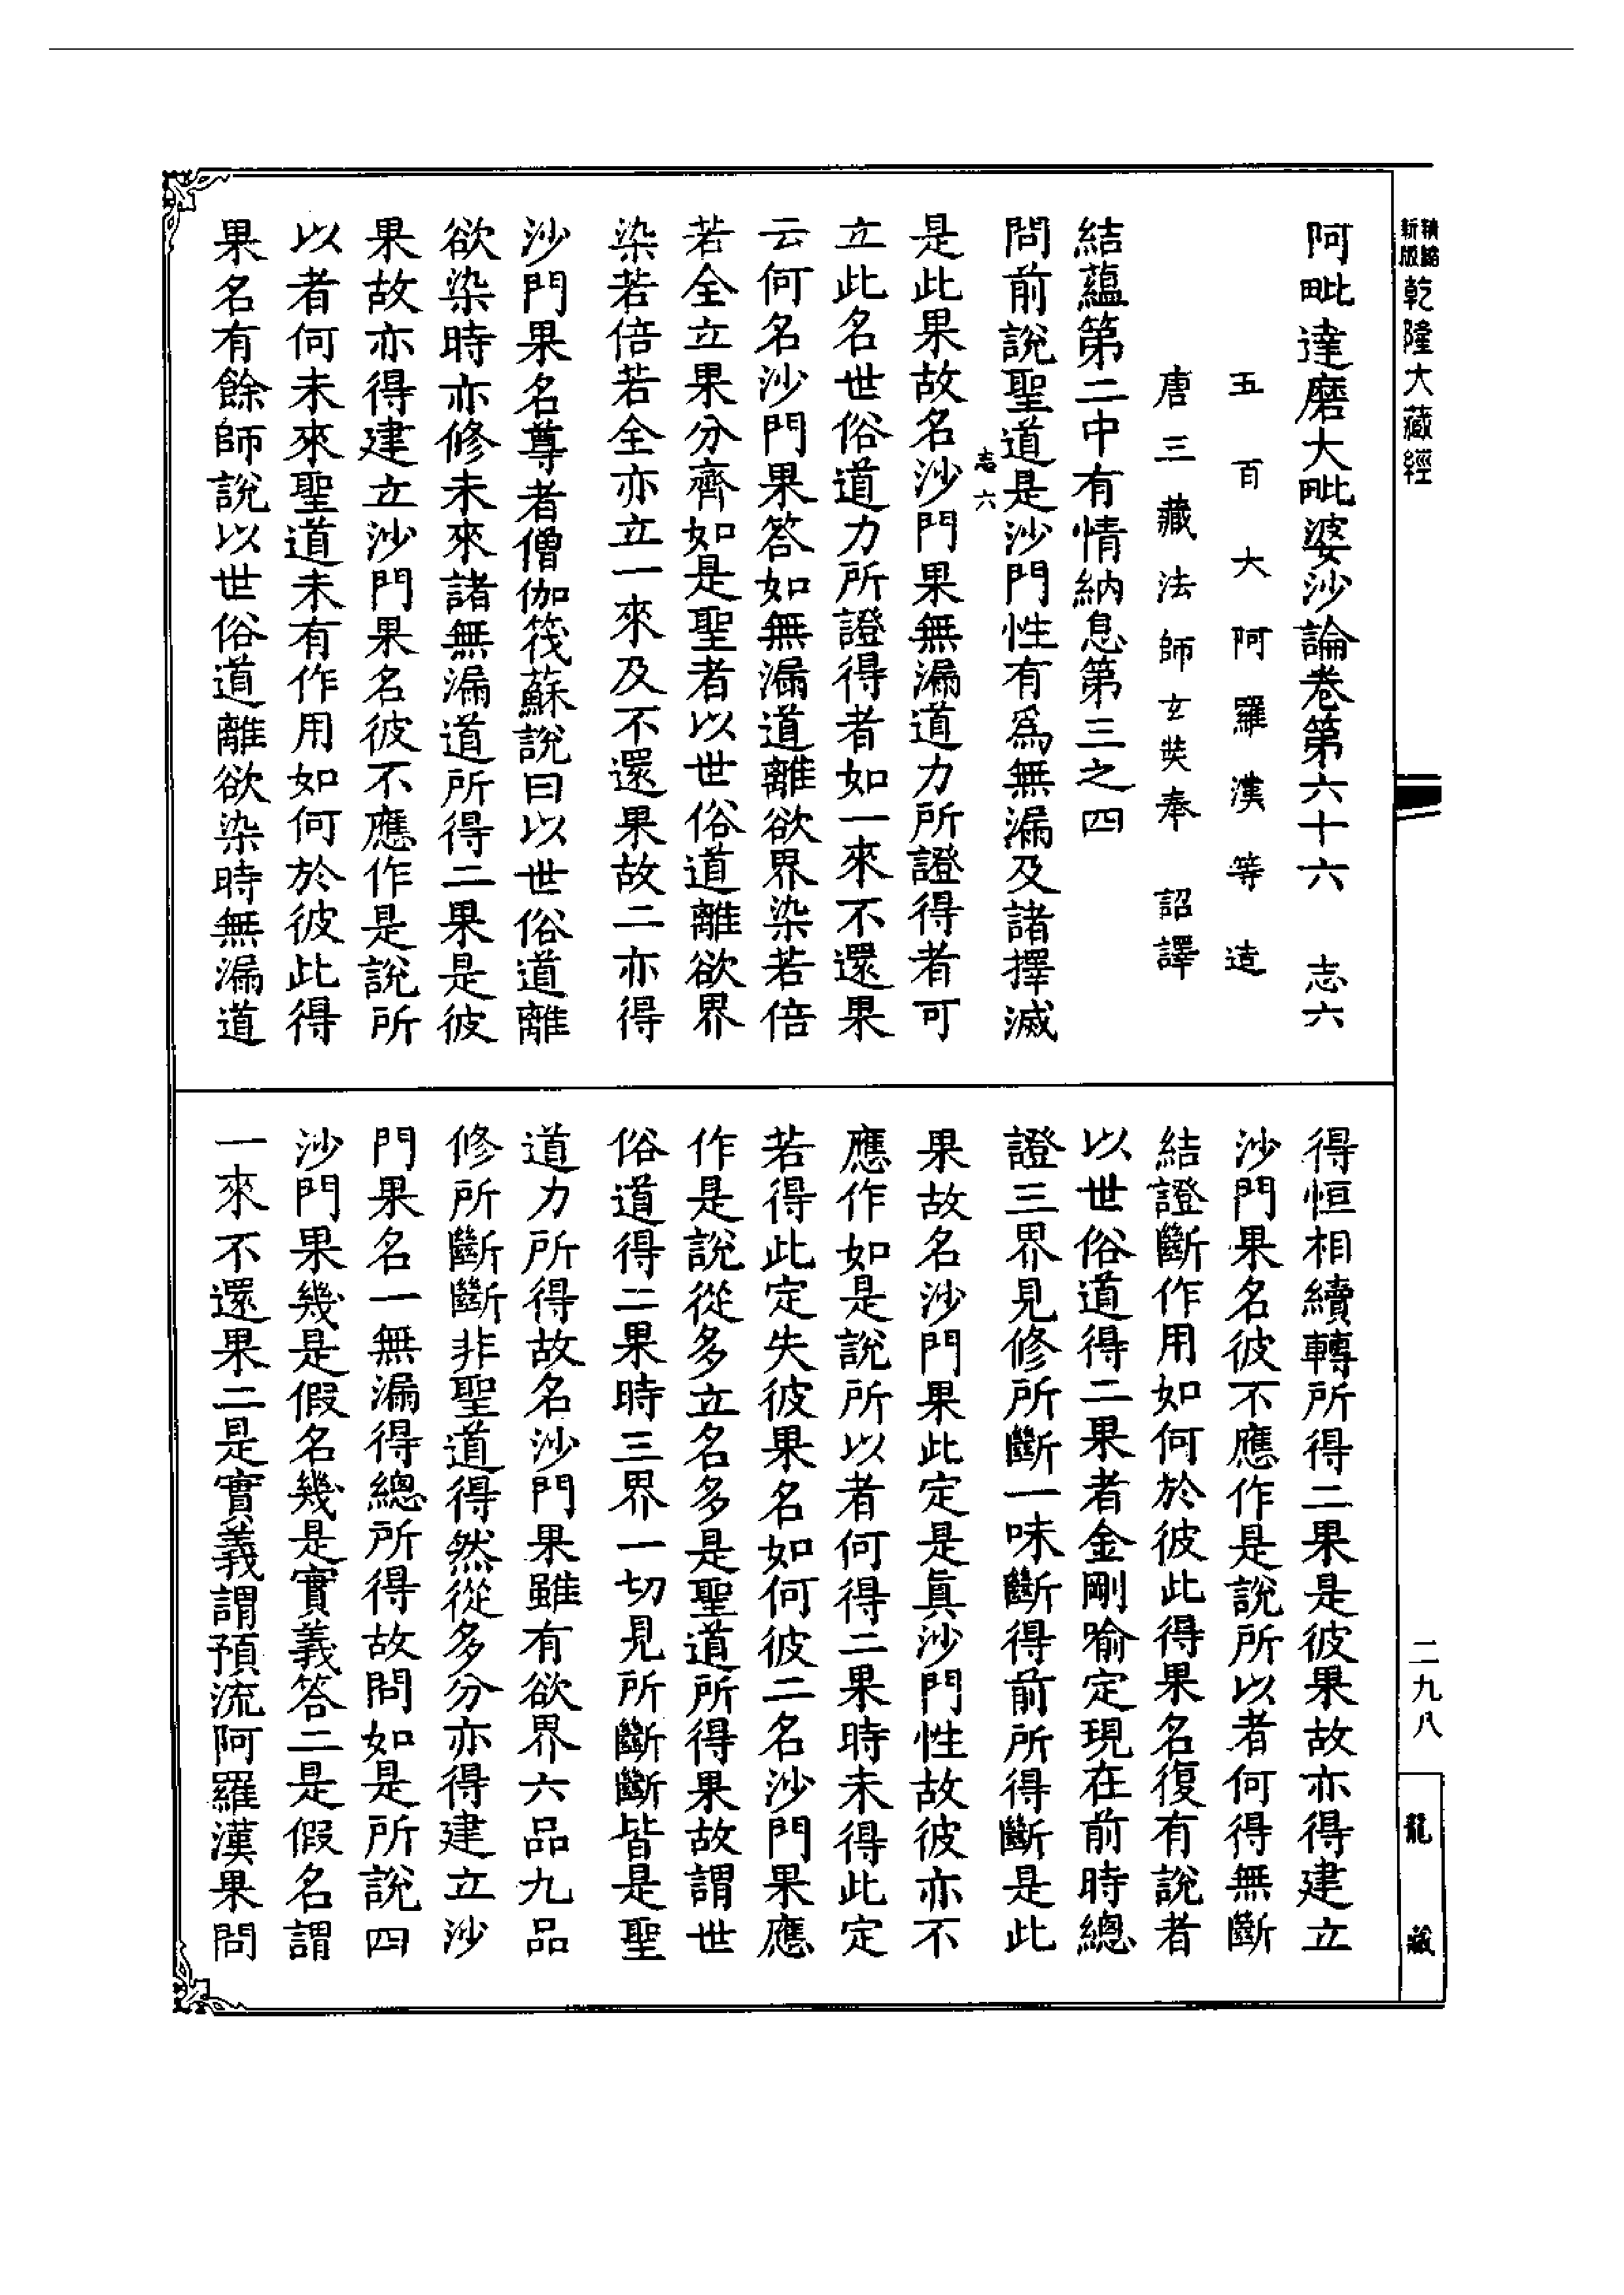 新版
精縮
乾隆大藏經
阿毗達磨大毗婆沙論卷第六十六　志六
五百大阿羅漢等造
唐三藏法師玄奘奉　詔譯
結蘊第二中有情納息第三之四
問前說聖道是沙門性有爲無漏及諸擇滅
志六
是此果故名沙門果無漏道力所證得者可
立此名世俗道力所證得者如一來不還果
云何名沙門果答如無漏道離欲界染若倍
若全立果分齊如是聖者以世俗道離欲界
染若倍若全亦立一來及不還果故二亦得
沙門果名尊者僧伽筏蘇說曰以世俗道離
欲染時亦修未來諸無漏道所得二果是彼
果故亦得建立沙門果名彼不應作是說所
以者何未來聖道未有作用如何於彼此得
果名有餘師說以世俗道離欲染時無漏道
得恒相續轉所得二果是彼果故亦得建立
沙門果名彼不應作是說所以者何得無斷
結證斷作用如何於彼此得果名復有說者
以世俗道得二果者金剛喻定現在前時總
證三界見修所斷一味斷得前所得斷是此
果故名沙門果此定是眞沙門性故彼亦不
應作如是說所以者何得二果時未得此定
若得此定失彼果名如何彼二名沙門果應
作是說從多立名多是聖道所得果故謂世
俗道得二果時三界一切見所斷斷皆是聖
道力所得故名沙門果雖有欲界六品九品
修所斷斷非聖道得然從多分亦得建立沙
門果名一無漏得總所得故問如是所說四
沙門果幾是假名幾是實義答二是假名謂
一來不還果二是實義謂預流阿羅漢果問
二九八
龍藏